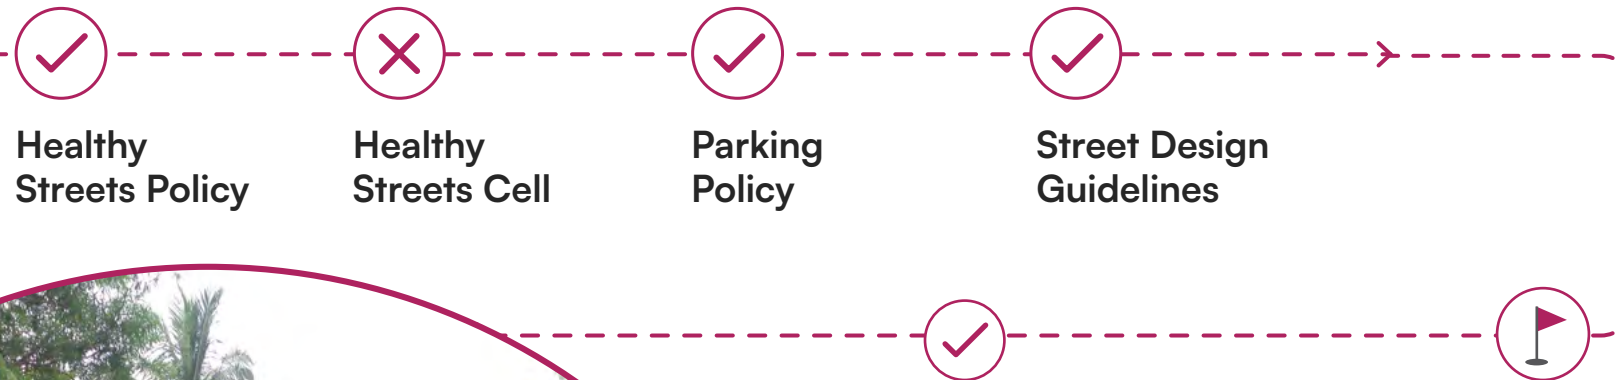 Healthy
Streets Policy
Healthy
Streets Cell
Parking
Policy
Street Design
Guidelines